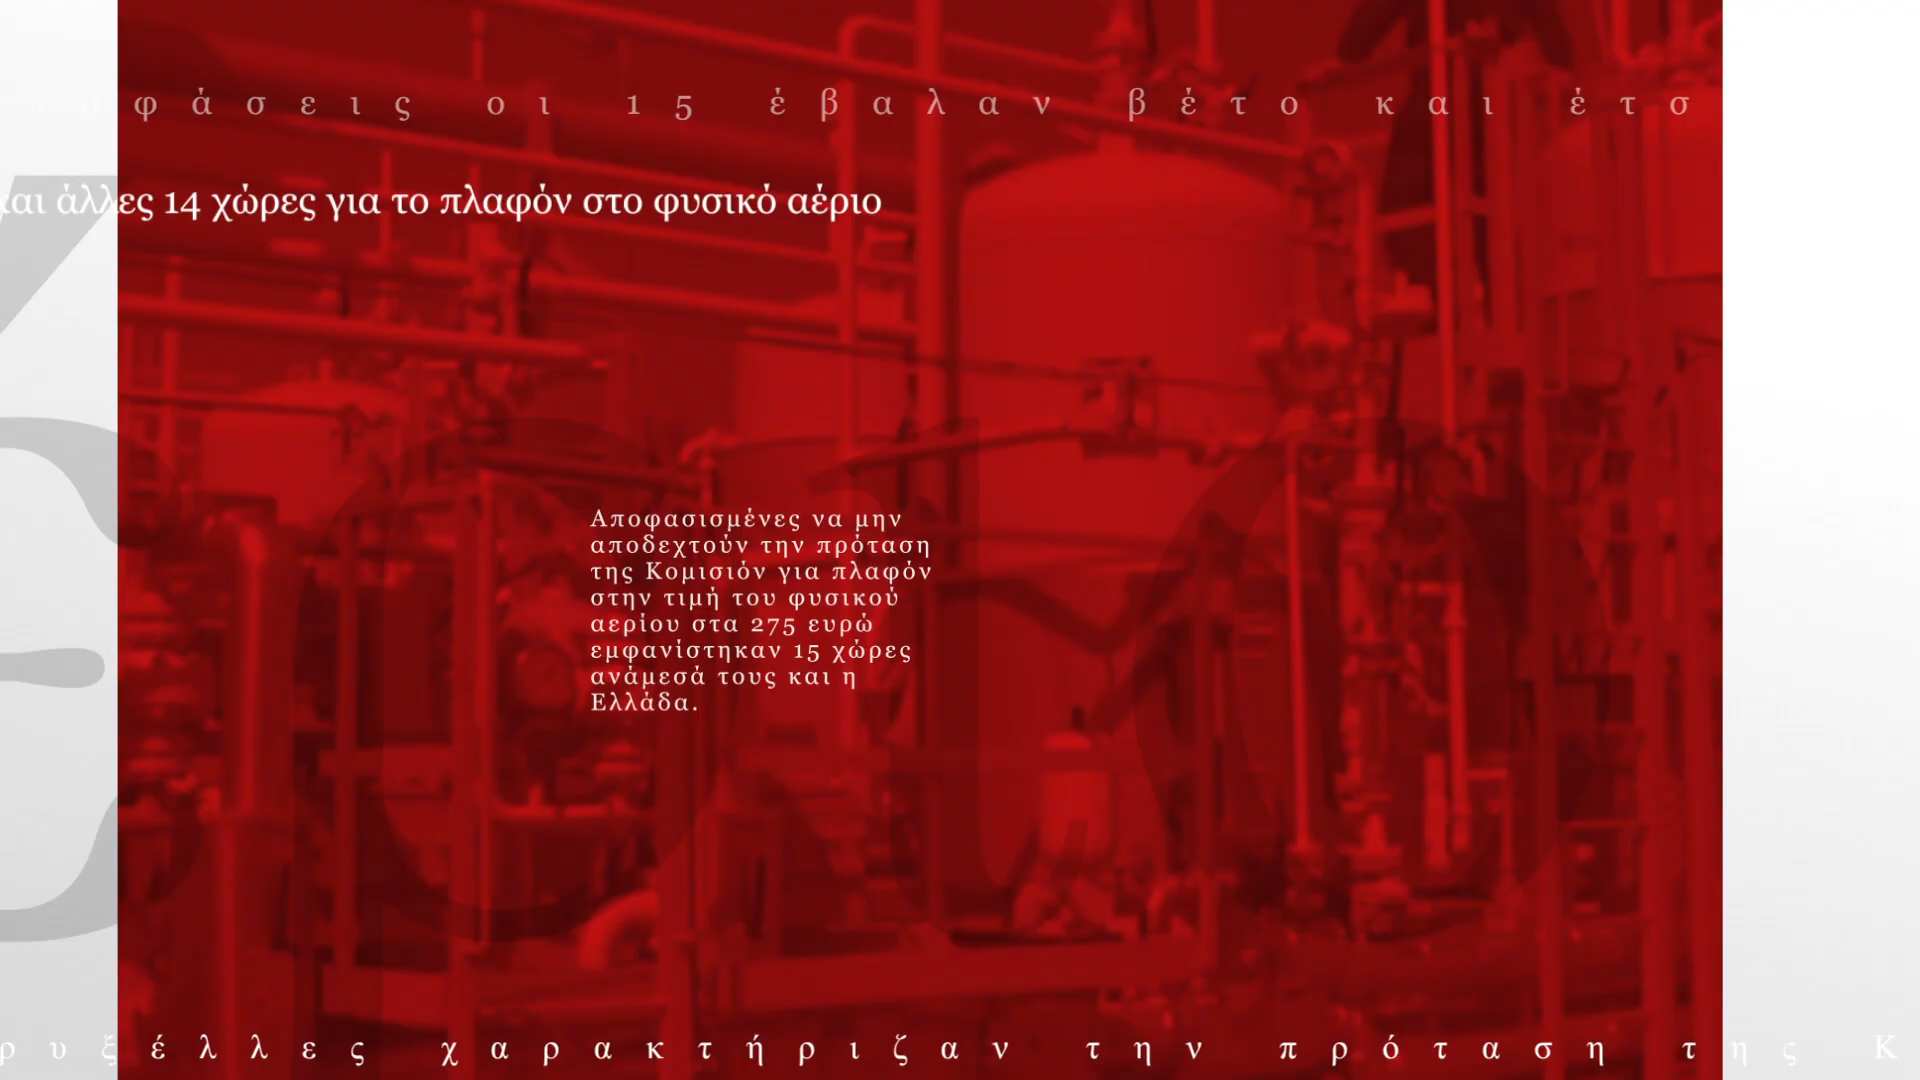 φάσεις οι 15 έβαλαν βέτο και έτσ
και άλλες 14 χώρες για το πλαφόν στο φυσικό αέριο
Αποφασισμένες να μην
αποδεχτούν την πρόταση
της Κομισιόν για πλαφόν
στην τιμή του φυσικού
αερίου στα 275 ευρώ
εμφανίστηκαν 15 χώρες
ανάμεσά τους και η
Ελλάδα.
ρυξέλλες χαρακτήριζαν την πρόταση της Κ